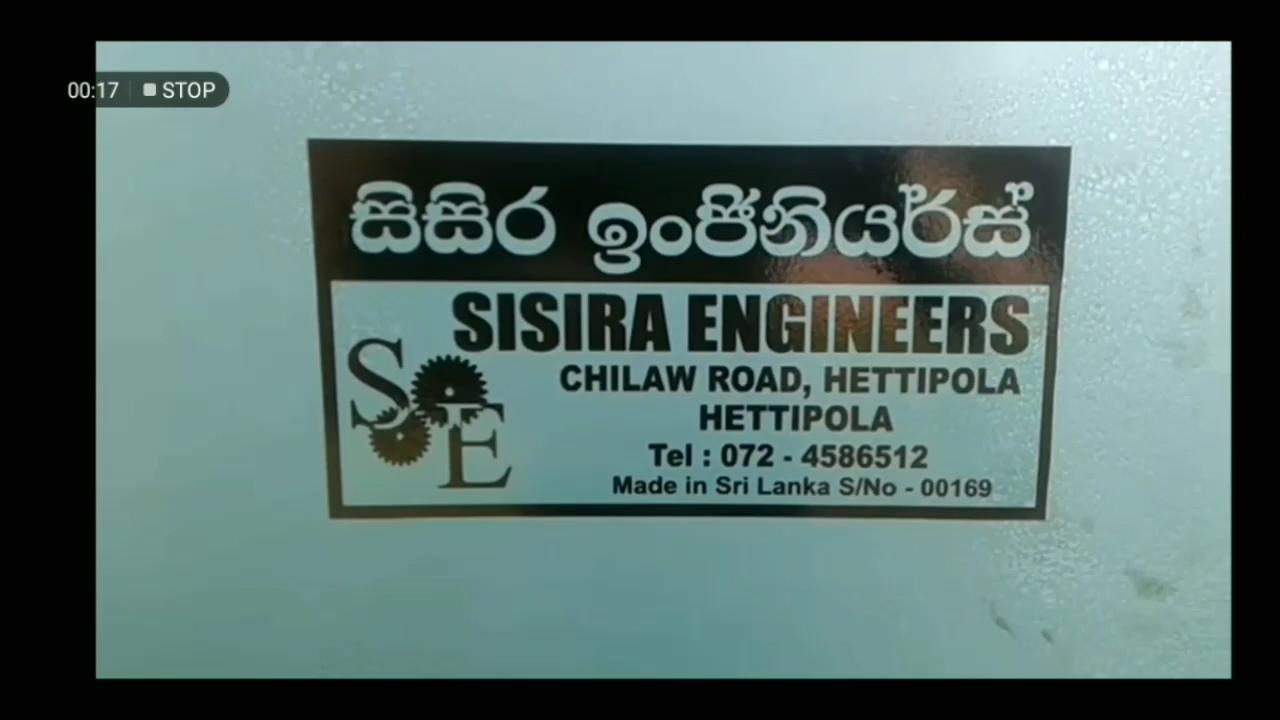 00:17 STOP
සිසිර ඉංජිනියර්ස්
SISIRA ENGINEERS
CHILAW ROAD, HETTIPOLA
HETTIPOLA
Tel : 072 - 4586512
Made in Sri Lanka S/No - 00169
SE